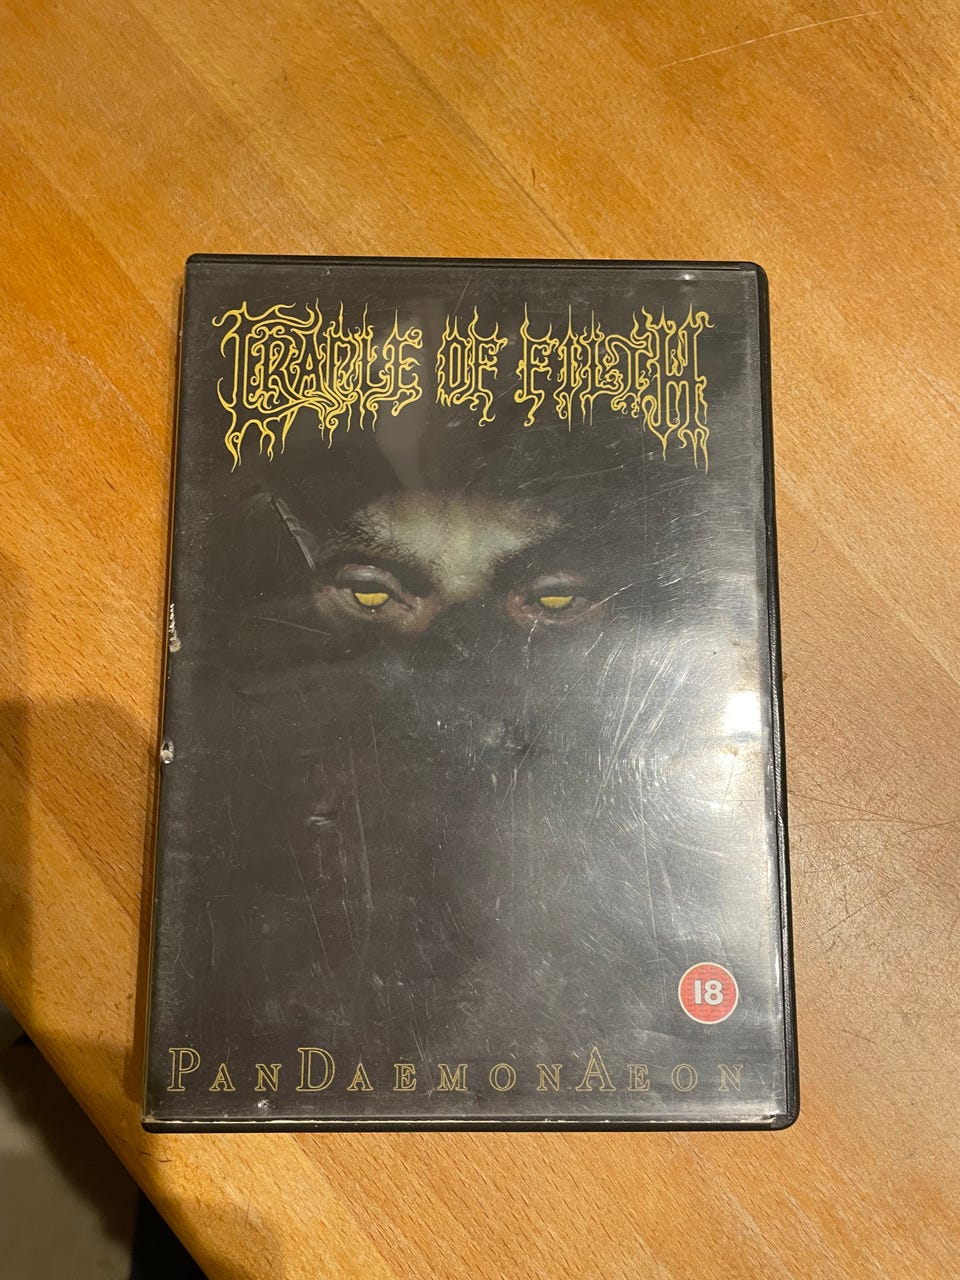 CRADLE OF FILTH
18
PANDAEMONAEON